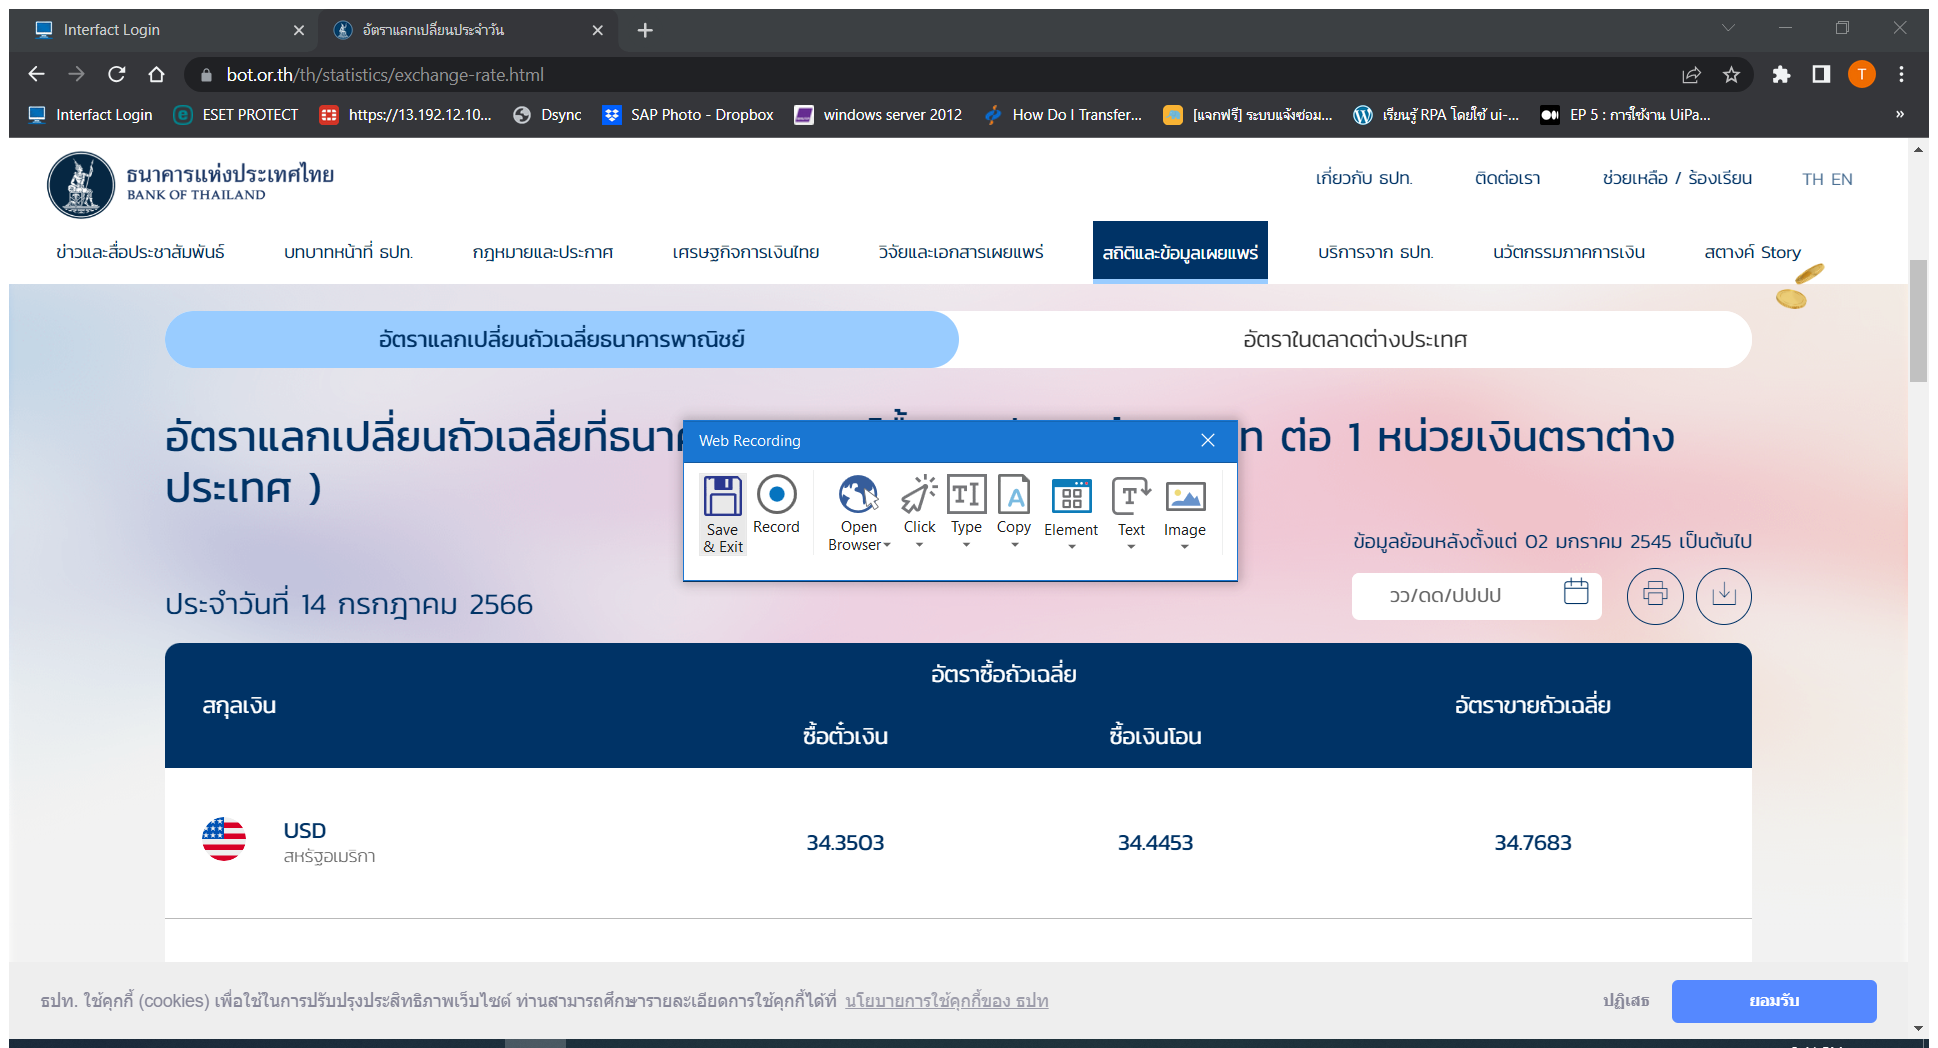 Interfact Login
อัตราแลกเปลี่ยนประจำวัน
bot.or.th/th/statistics/exchange-rate.html
T
Interfact Login
ESET PROTECT
https://13.192.12.10...
Dsync
SAP Photo - Dropbox
windows server 2012
How Do I Transfer...
[แจกฟรี] ระบบแจ้งซ่อม...
เรียนรู้ RPA โดยใช้ ui-...
EP 5 : การใช้งาน UiPa...
»
ธนาคารแห่งประเทศไทย
BANK OF THAILAND
เกี่ยวกับ ธปท.
ติดต่อเรา
ช่วยเหลือ / ร้องเรียน
TH EN
ข่าวและสื่อประชาสัมพันธ์
บทบาทหน้าที่ ธปท.
กฎหมายและประกาศ
เศรษฐกิจการเงินไทย
วิจัยและเอกสารเผยแพร่
สถิติและข้อมูลเผยแพร่
บริการจาก ธปท.
นวัตกรรมภาคการเงิน
สตางค์ Story
อัตราแลกเปลี่ยนถัวเฉลี่ยธนาคารพาณิชย์
อัตราในตลาดต่างประเทศ
อัตราแลกเปลี่ยนถัวเฉลี่ยที่ธนา ต่อ 1 หน่วยเงินตราต่าง
ประเทศ )
Web Recording
Save & Exit
Record
Open Browser
Click
Type
Copy
Element
Text
Image
ข้อมูลย้อนหลังตั้งแต่ 02 มกราคม 2545 เป็นต้นไป
ประจำวันที่ 14 กรกฎาคม 2566
วว/ดด/ปปปป
สกุลเงิน
อัตราซื้อถัวเฉลี่ย
ซื้อตั๋วเงิน
ซื้อเงินโอน
อัตราขายถัวเฉลี่ย
USD
สหรัฐอเมริกา
34.3503
34.4453
34.7683
ธปท. ใช้คุกกี้ (cookies) เพื่อใช้ในการปรับปรุงประสิทธิภาพเว็บไซต์ ท่านสามารถศึกษารายละเอียดการใช้คุกกี้ได้ที่ นโยบายการใช้คุกกี้ของ ธปท
ปฏิเสธ
ยอมรับ